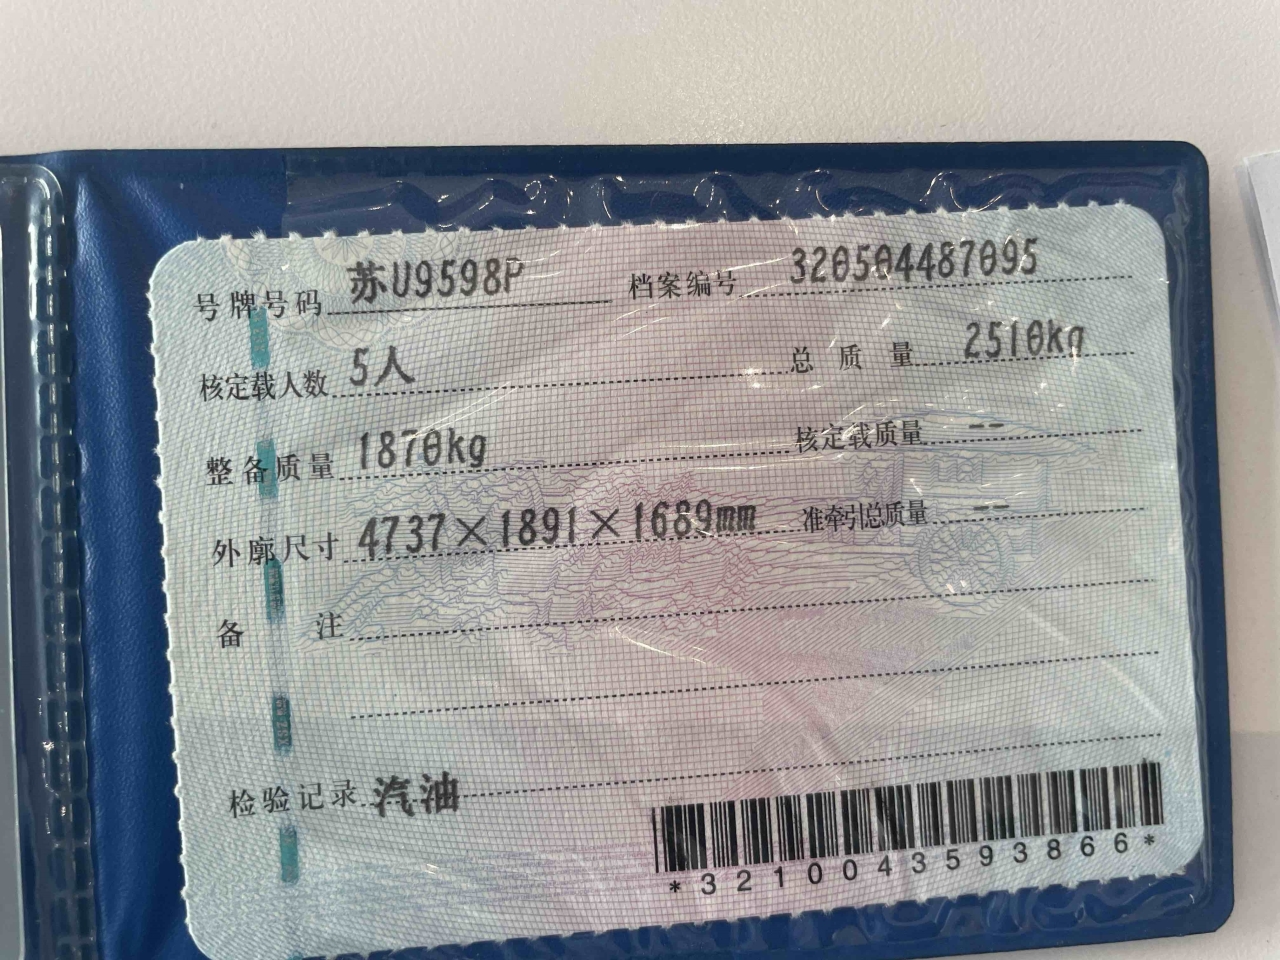 号牌号码 苏U9598P 档案编号 320504487095
核定载人数 5人 总质量 2510kg
整备质量 1870kg 核定载质量 --
外廓尺寸 4737×1891×1689mm 准牵引总质量 --
备注
检验记录 汽油
*3210043593866*